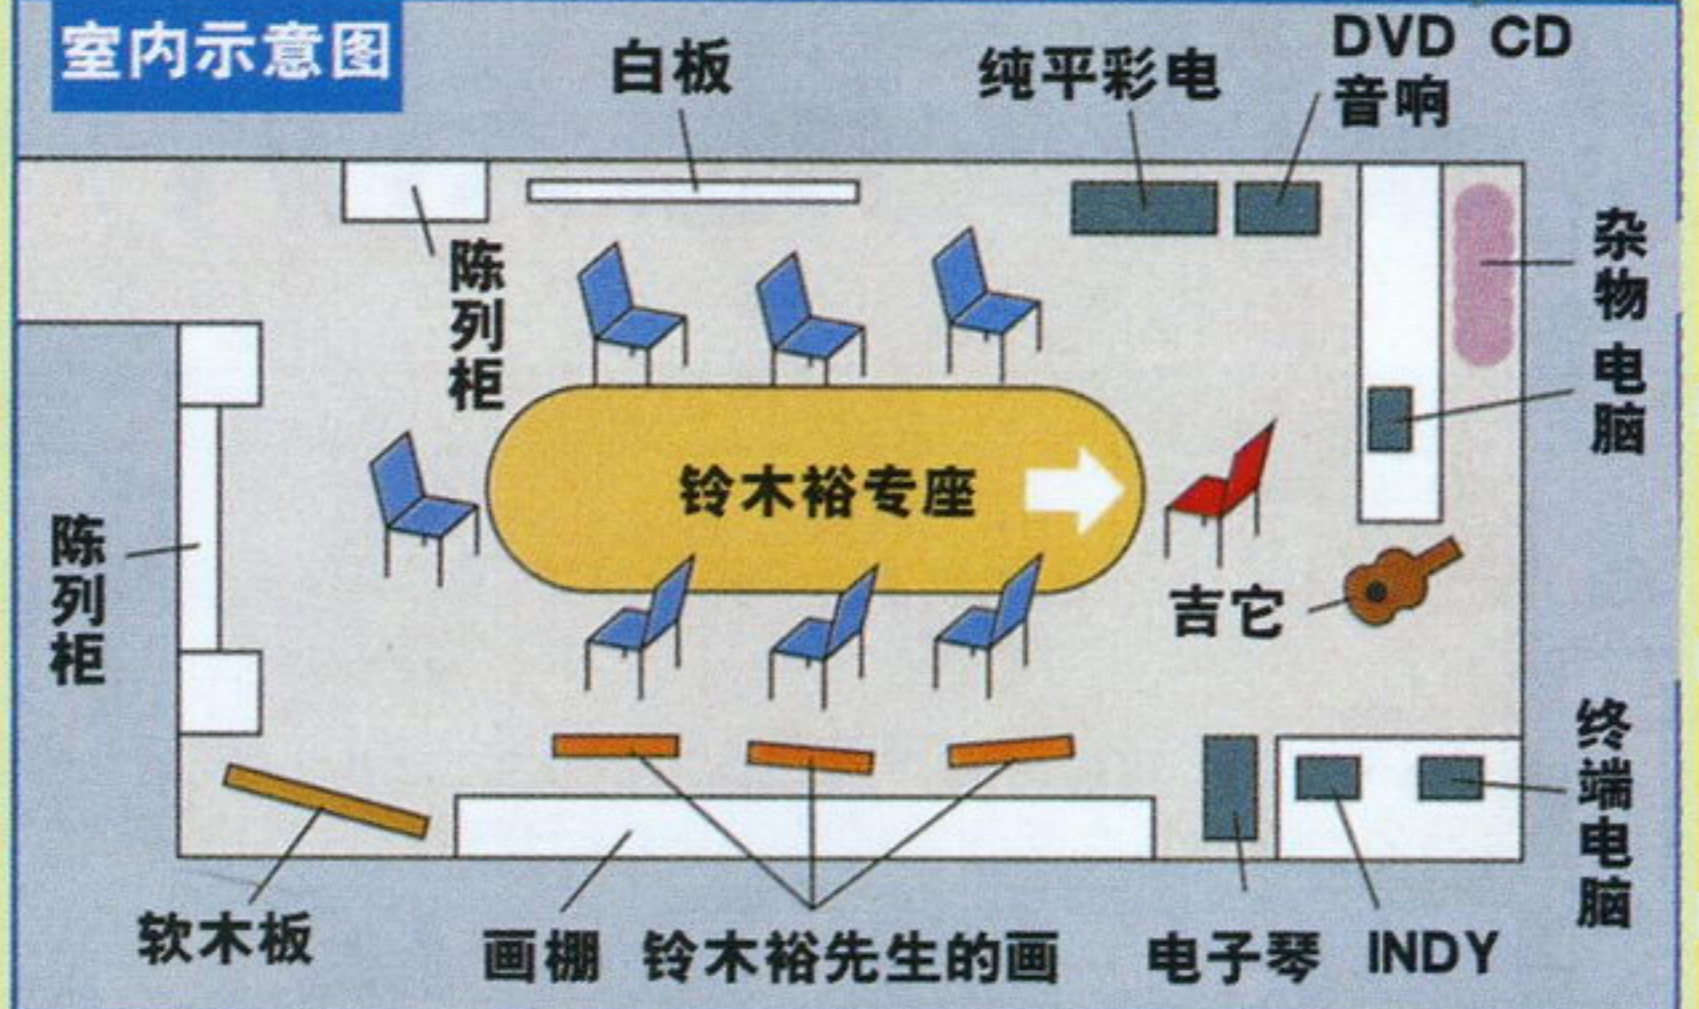 室内示意图
白板
纯平彩电
DVD CD
音响
陈列柜
杂物
电脑
铃木裕专座
陈列柜
吉它
终端电脑
软木板
画棚
铃木裕先生的画
电子琴
INDY